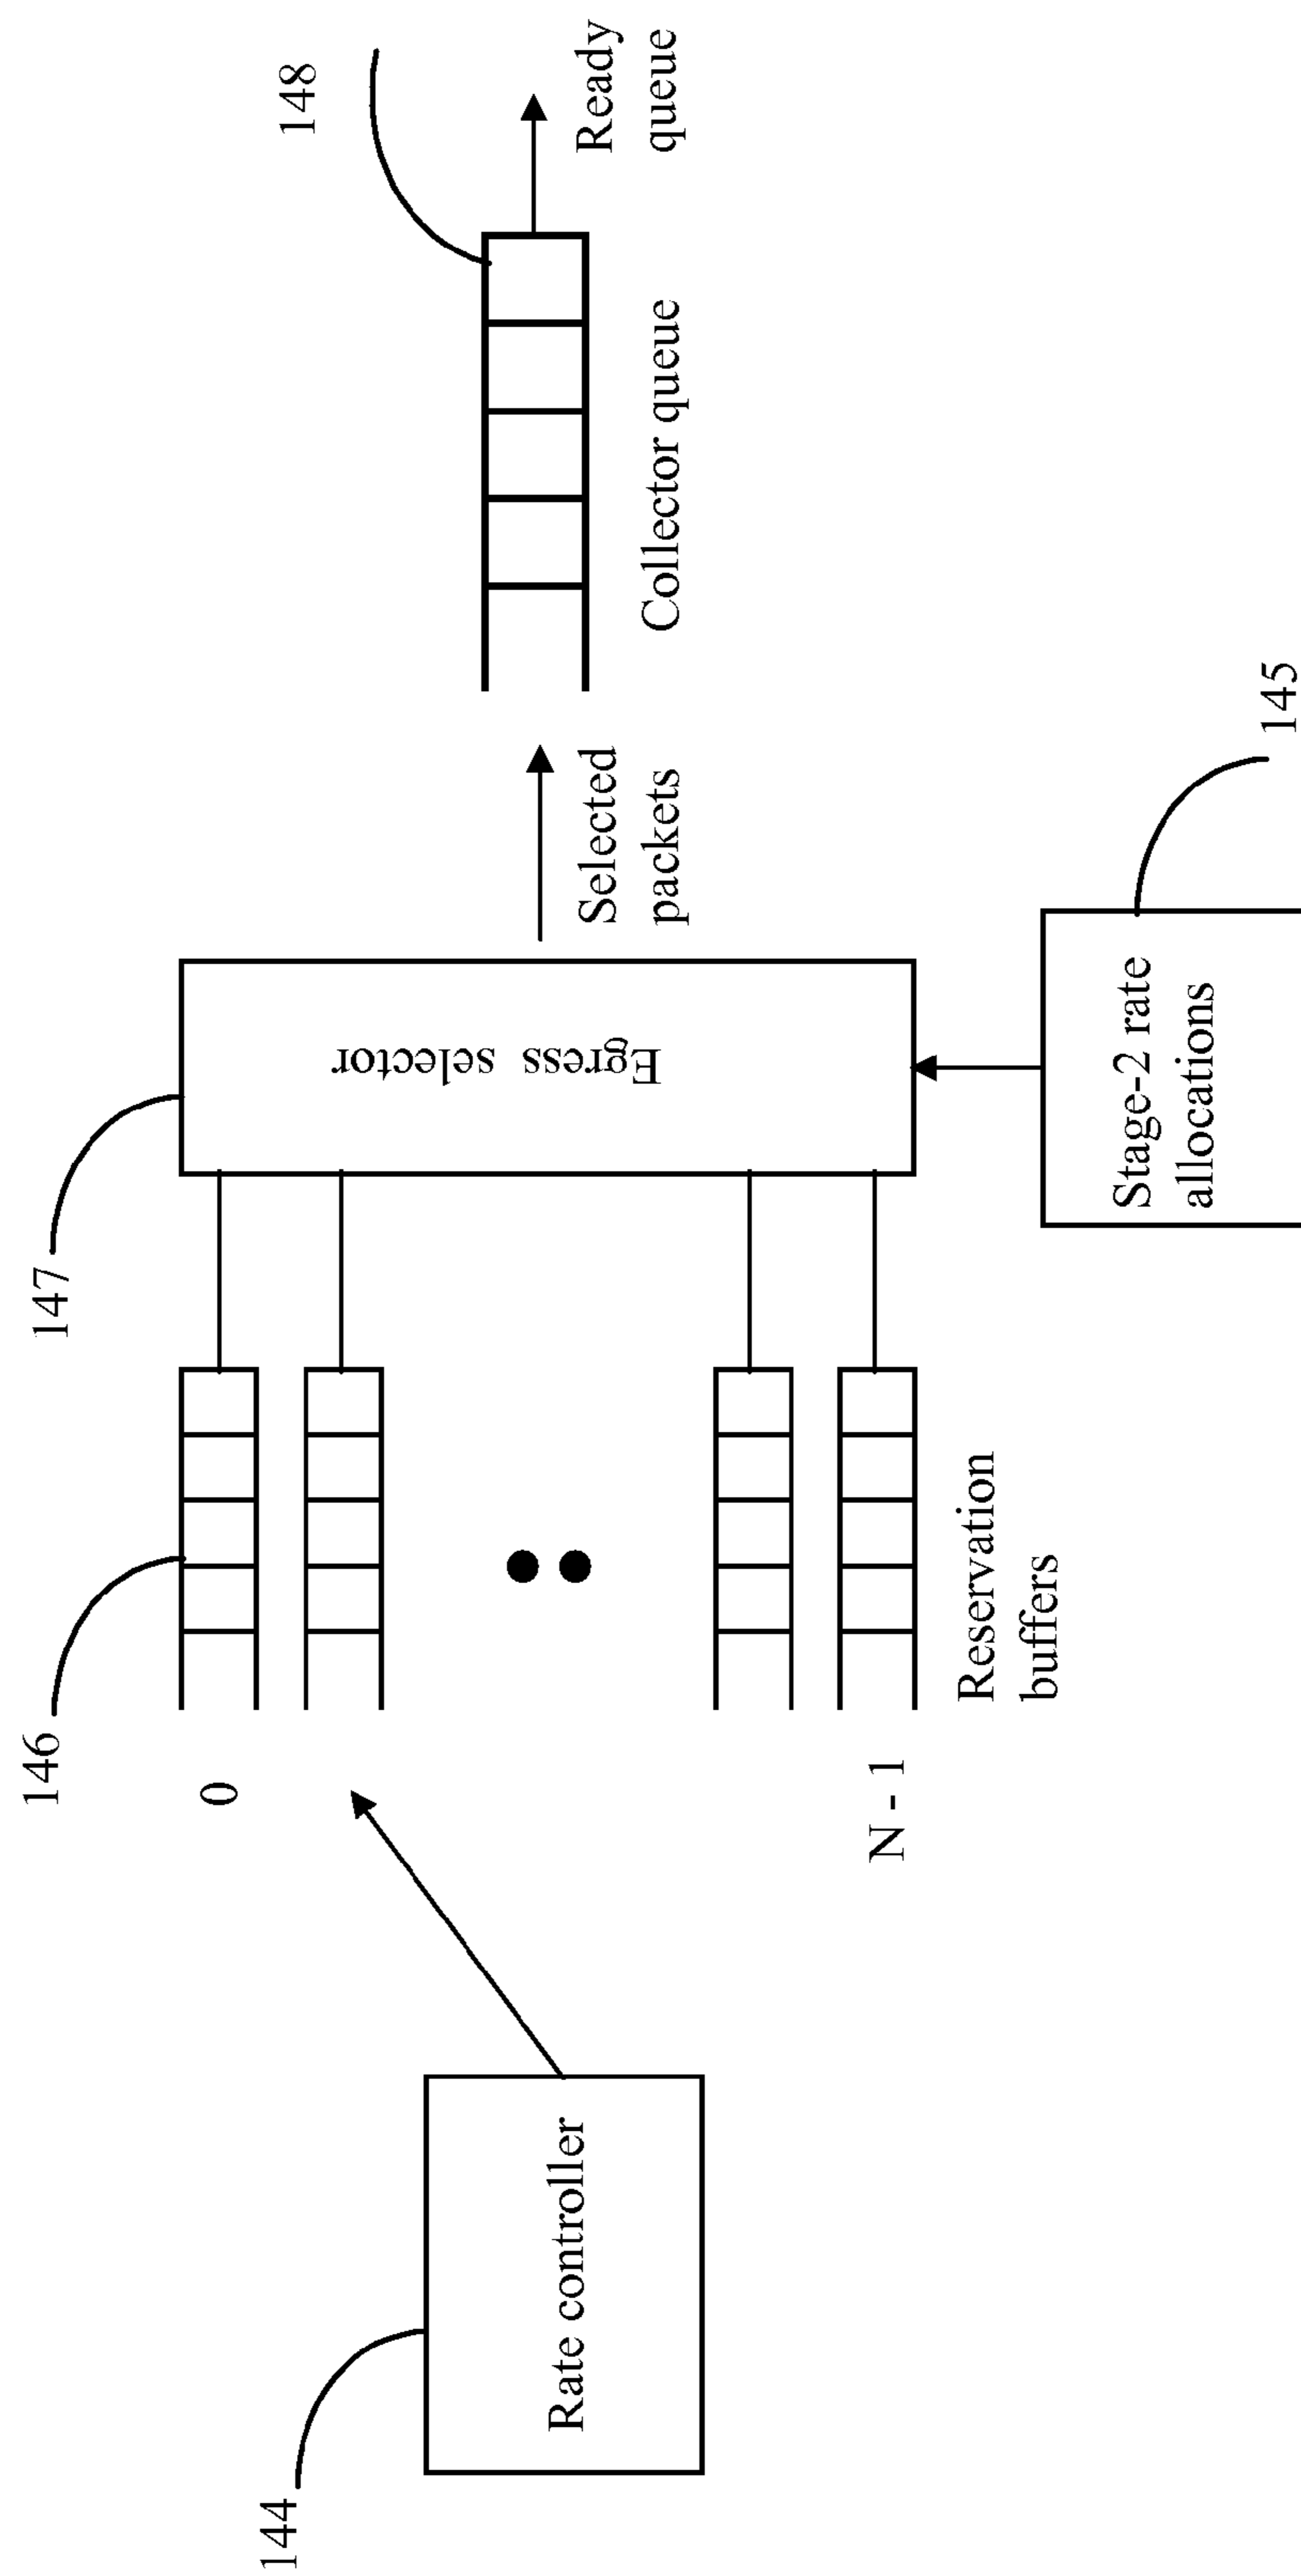 144
Rate controller
146
0
N - 1
Reservation
buffers
147
Egress selector
Stage-2 rate
allocations
145
Selected
packets
Collector queue
148
Ready
queue